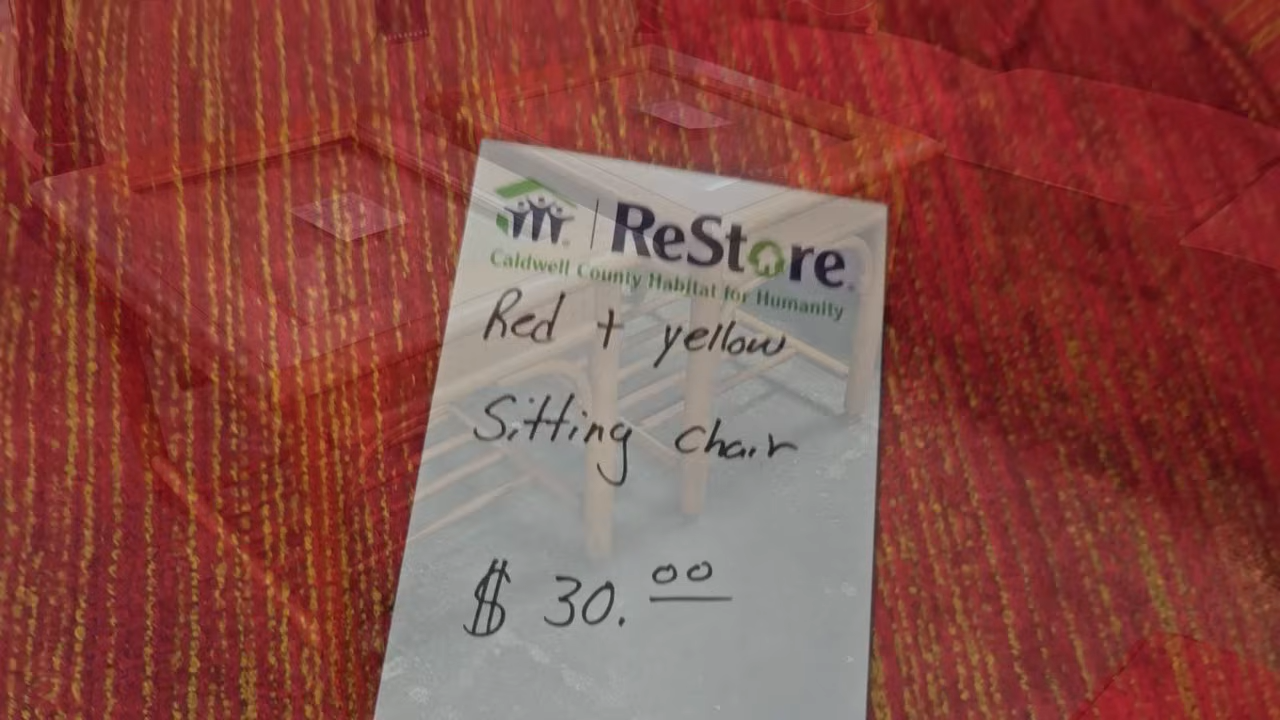 ReStore
Caldwell County Habitat for Humanity
Red + yellow
Sitting chair
$ 30.00